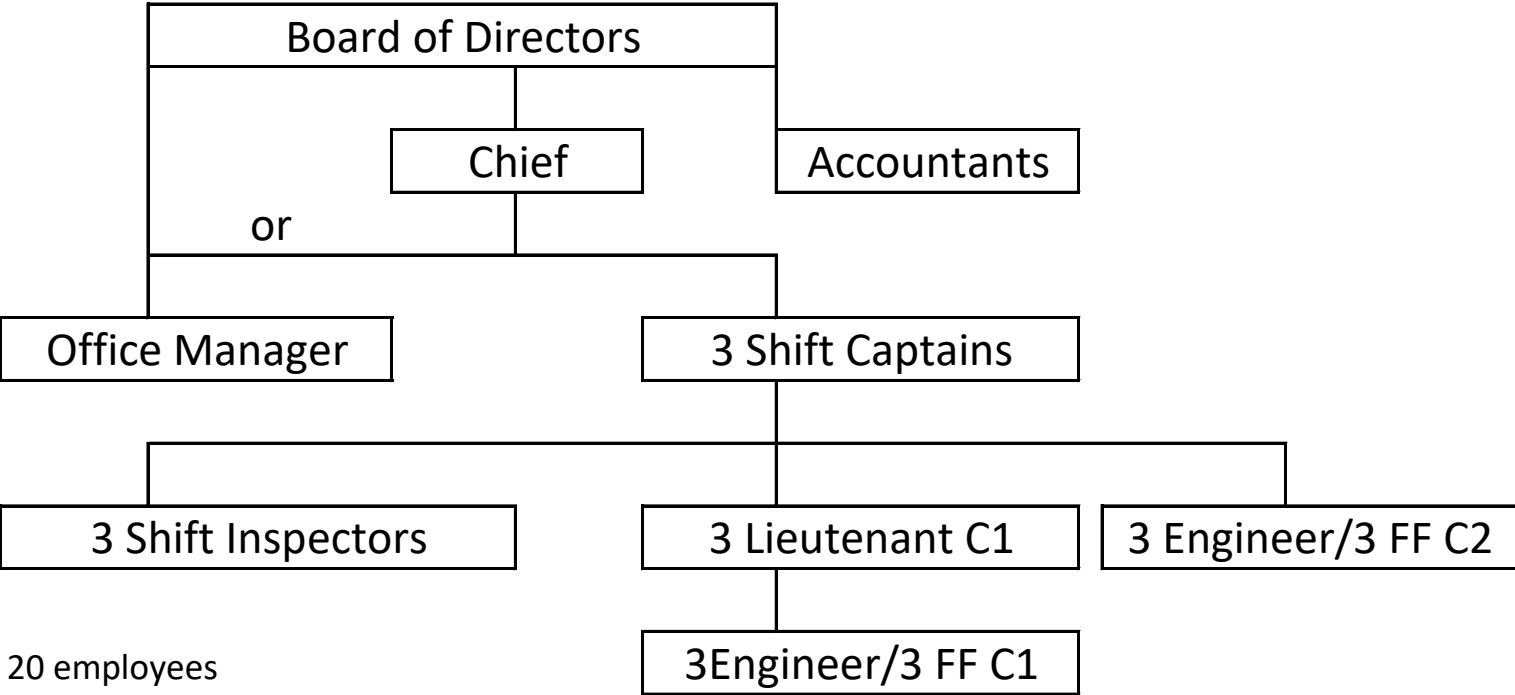 Board of Directors
Chief
Accountants
or
Office Manager
3 Shift Captains
3 Shift Inspectors
3 Lieutenant C1
3 Engineer/3 FF C2
20 employees
3Engineer/3 FF C1